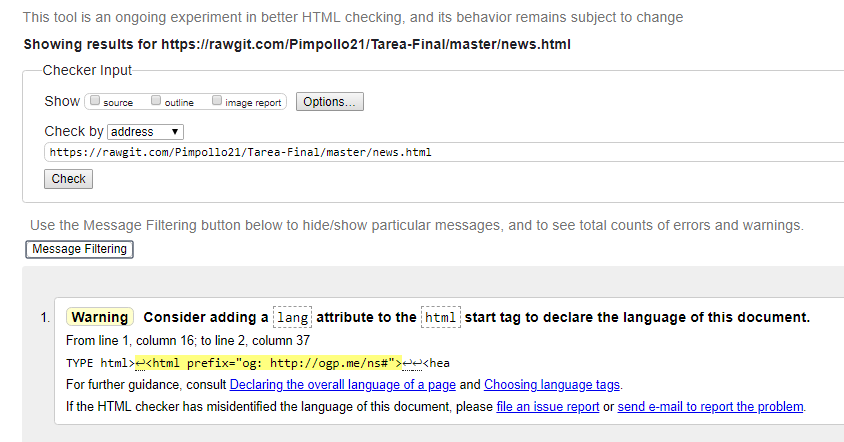 This tool is an ongoing experiment in better HTML checking, and its behavior remains subject to change
Showing results for https://rawgit.com/Pimpollo21/Tarea-Final/master/news.html
Checker Input
Show source outline image report Options...
Check by address ▼
https://rawgit.com/Pimpollo21/Tarea-Final/master/news.html
Check
Use the Message Filtering button below to hide/show particular messages, and to see total counts of errors and warnings.
Message Filtering
1. Warning Consider adding a lang attribute to the html start tag to declare the language of this document.
From line 1, column 16; to line 2, column 37
TYPE html>↩<html prefix="og: http://ogp.me/ns#">↩↩<hea
For further guidance, consult Declaring the overall language of a page and Choosing language tags.
If the HTML checker has misidentified the language of this document, please file an issue report or send e-mail to report the problem.